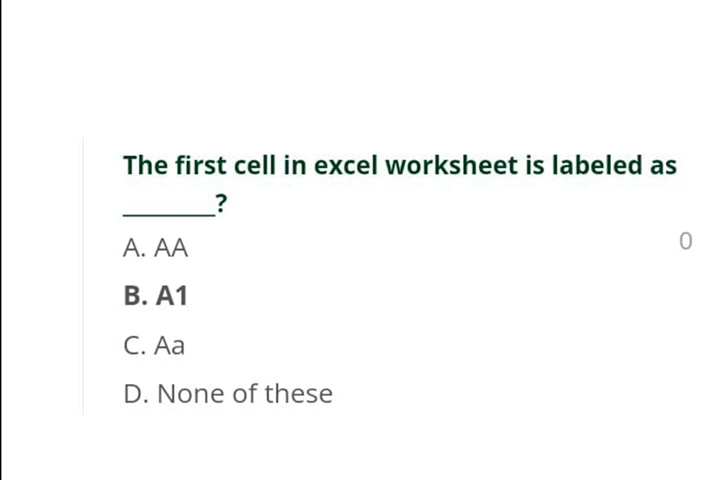 The first cell in excel worksheet is labeled as
________?
A. AA
0
B. A1
C. Aa
D. None of these